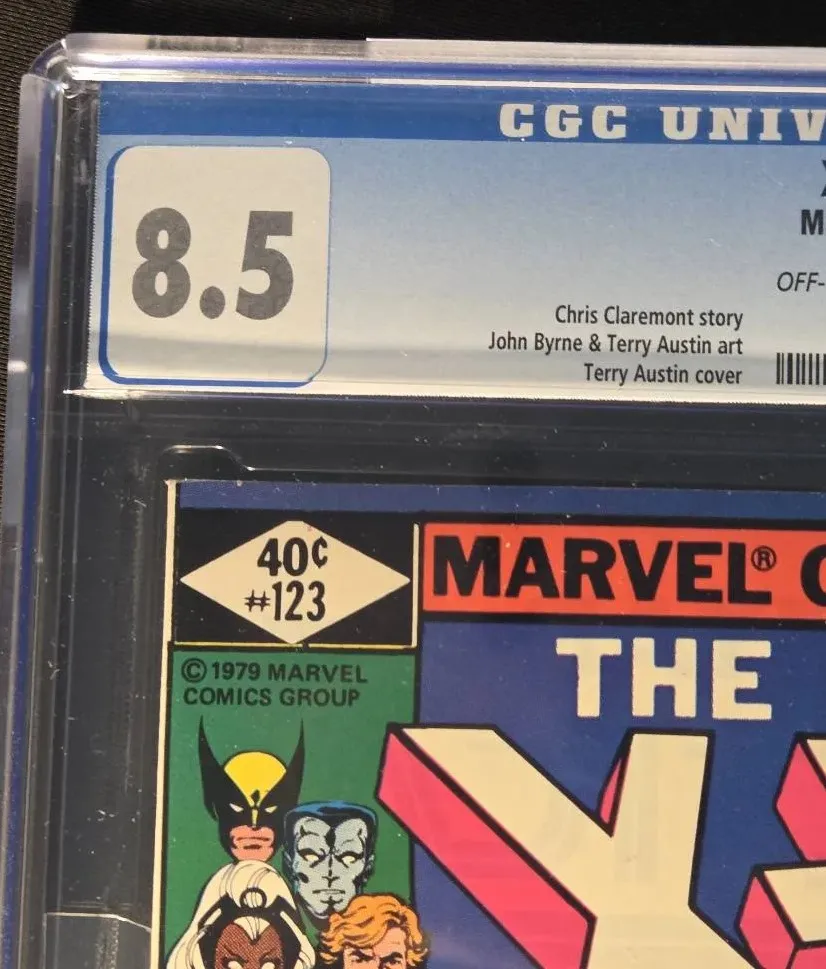 CGC UNIV
8.5
M
OFF-
Chris Claremont story
John Byrne & Terry Austin art
Terry Austin cover
40¢
#123
MARVEL® C
© 1979 MARVEL
COMICS GROUP
THE
X